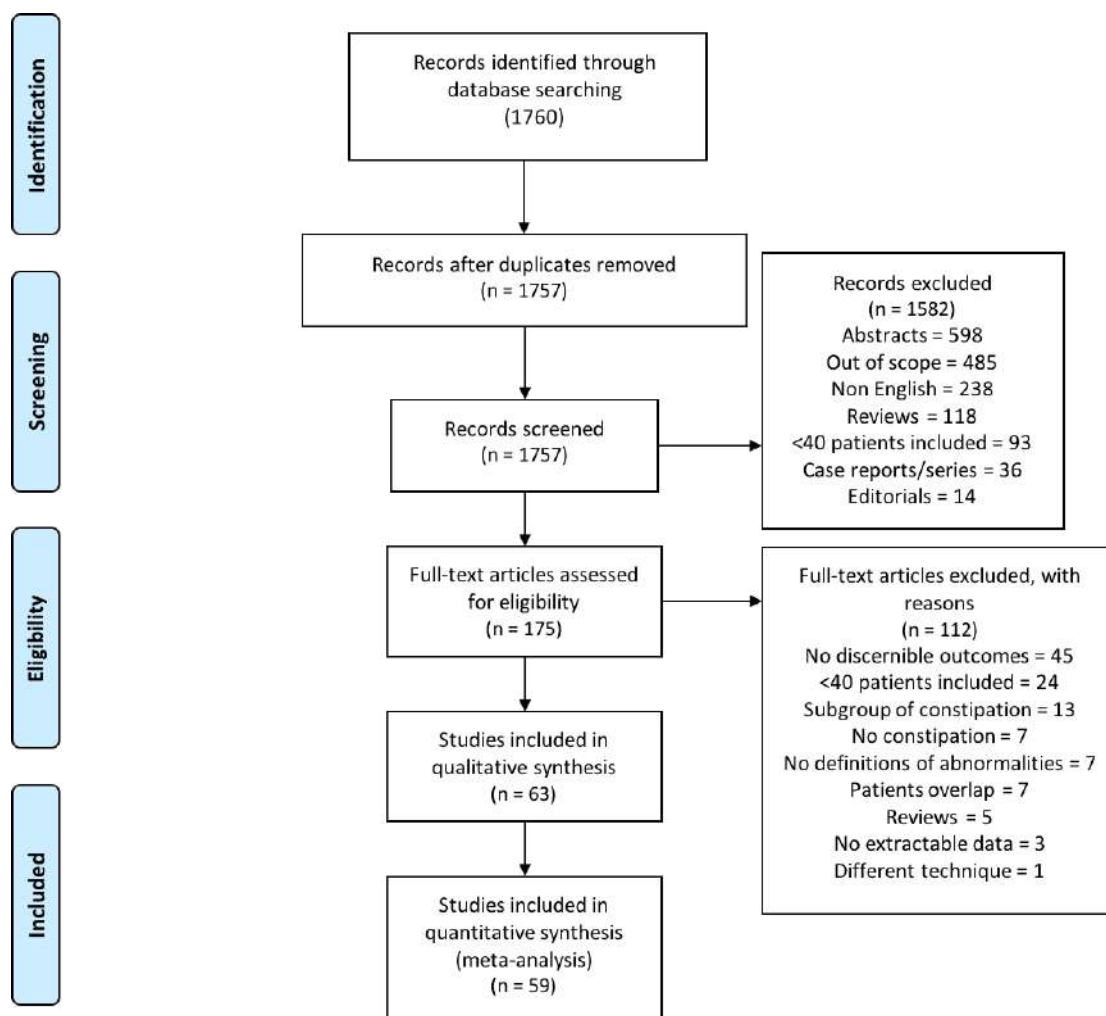 Identification
Records identified through
database searching
(1760)
Records after duplicates removed
(n = 1757)
Screening
Records screened
(n = 1757)
Records excluded
(n = 1582)
Abstracts = 598
Out of scope = 485
Non English = 238
Reviews = 118
<40 patients included = 93
Case reports/series = 36
Editorials = 14
Eligibility
Full-text articles assessed
for eligibility
(n = 175)
Full-text articles excluded, with
reasons
(n = 112)
No discernible outcomes = 45
<40 patients included = 24
Subgroup of constipation = 13
No constipation = 7
No definitions of abnormalities = 7
Patients overlap = 7
Reviews = 5
No extractable data = 3
Different technique = 1
Studies included in
qualitative synthesis
(n = 63)
Included
Studies included in
quantitative synthesis
(meta-analysis)
(n = 59)